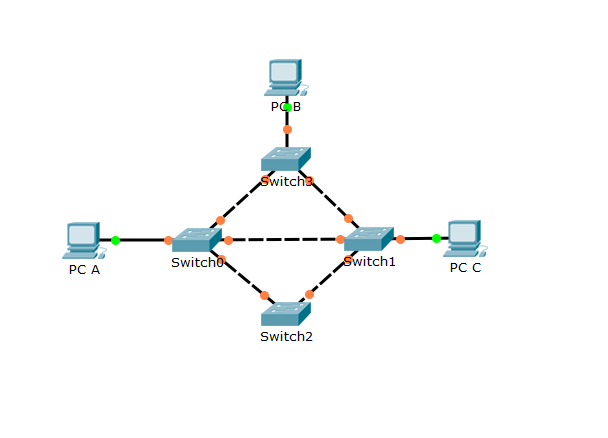 PC B
Switch3
PC A
Switch0
Switch1
PC C
Switch2